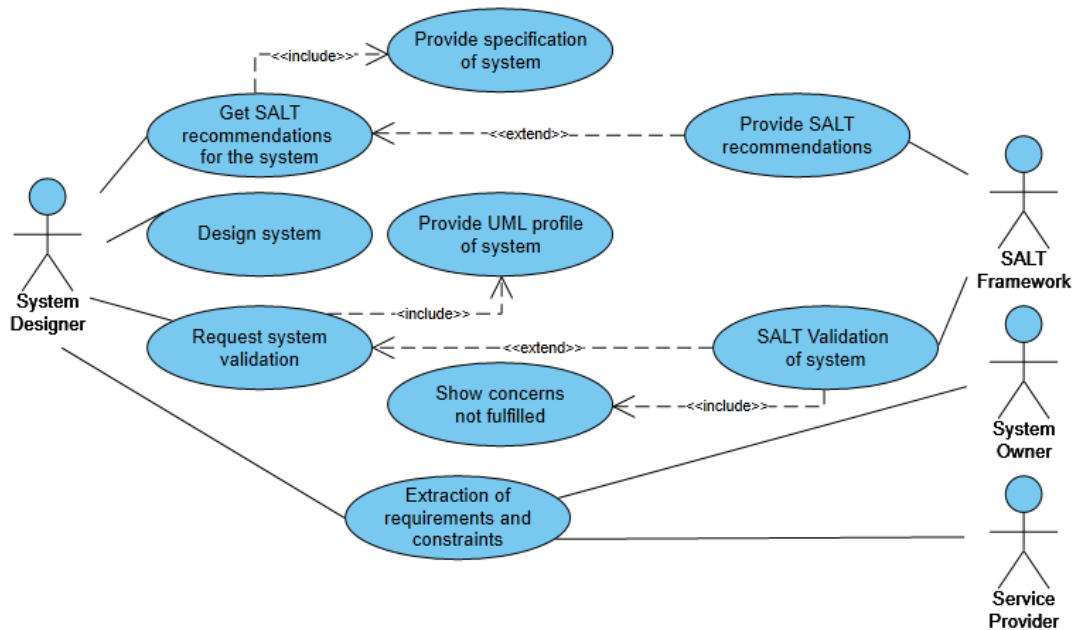 Provide specification
of system
<<include>>
Get SALT
recommendations
for the system
<<extend>>
Provide SALT
recommendations
Design system
Provide UML profile
of system
SALT
Framework
System
Designer
<include>>
Request system
validation
<<extend>>
SALT Validation
of system
Show concerns
not fulfilled
<<include>>
System
Owner
Extraction of
requirements and
constraints
Service
Provider